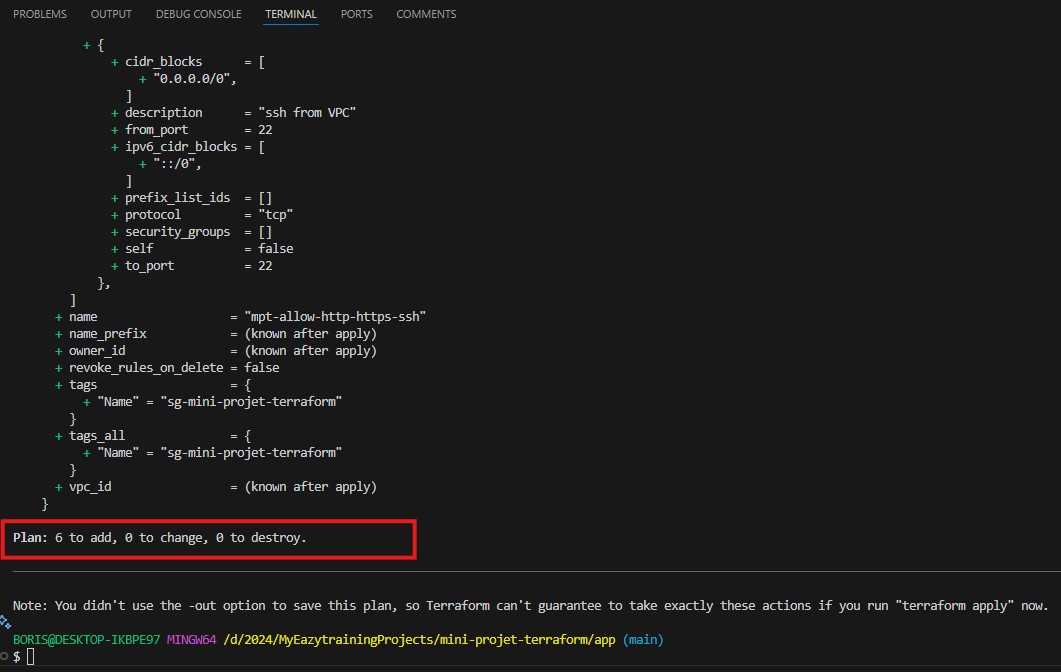 PROBLEMS OUTPUT DEBUG CONSOLE TERMINAL PORTS COMMENTS
+ {
+ cidr_blocks = [
+ "0.0.0.0/0",
]
+ description = "ssh from VPC"
+ from_port = 22
+ ipv6_cidr_blocks = [
+ "::/0",
]
+ prefix_list_ids = []
+ protocol = "tcp"
+ security_groups = []
+ self = false
+ to_port = 22
},
]
+ name = "mpt-allow-http-https-ssh"
+ name_prefix = (known after apply)
+ owner_id = (known after apply)
+ revoke_rules_on_delete = false
+ tags = {
+ "Name" = "sg-mini-projet-terraform"
}
+ tags_all = {
+ "Name" = "sg-mini-projet-terraform"
}
+ vpc_id = (known after apply)
}
Plan: 6 to add, 0 to change, 0 to destroy.
Note: You didn't use the -out option to save this plan, so Terraform can't guarantee to take exactly these actions if you run "terraform apply" now.
BORIS@DESKTOP-IKBPE97 MINGW64 /d/2024/MyEazytrainingProjects/mini-projet-terraform/app (main)
$